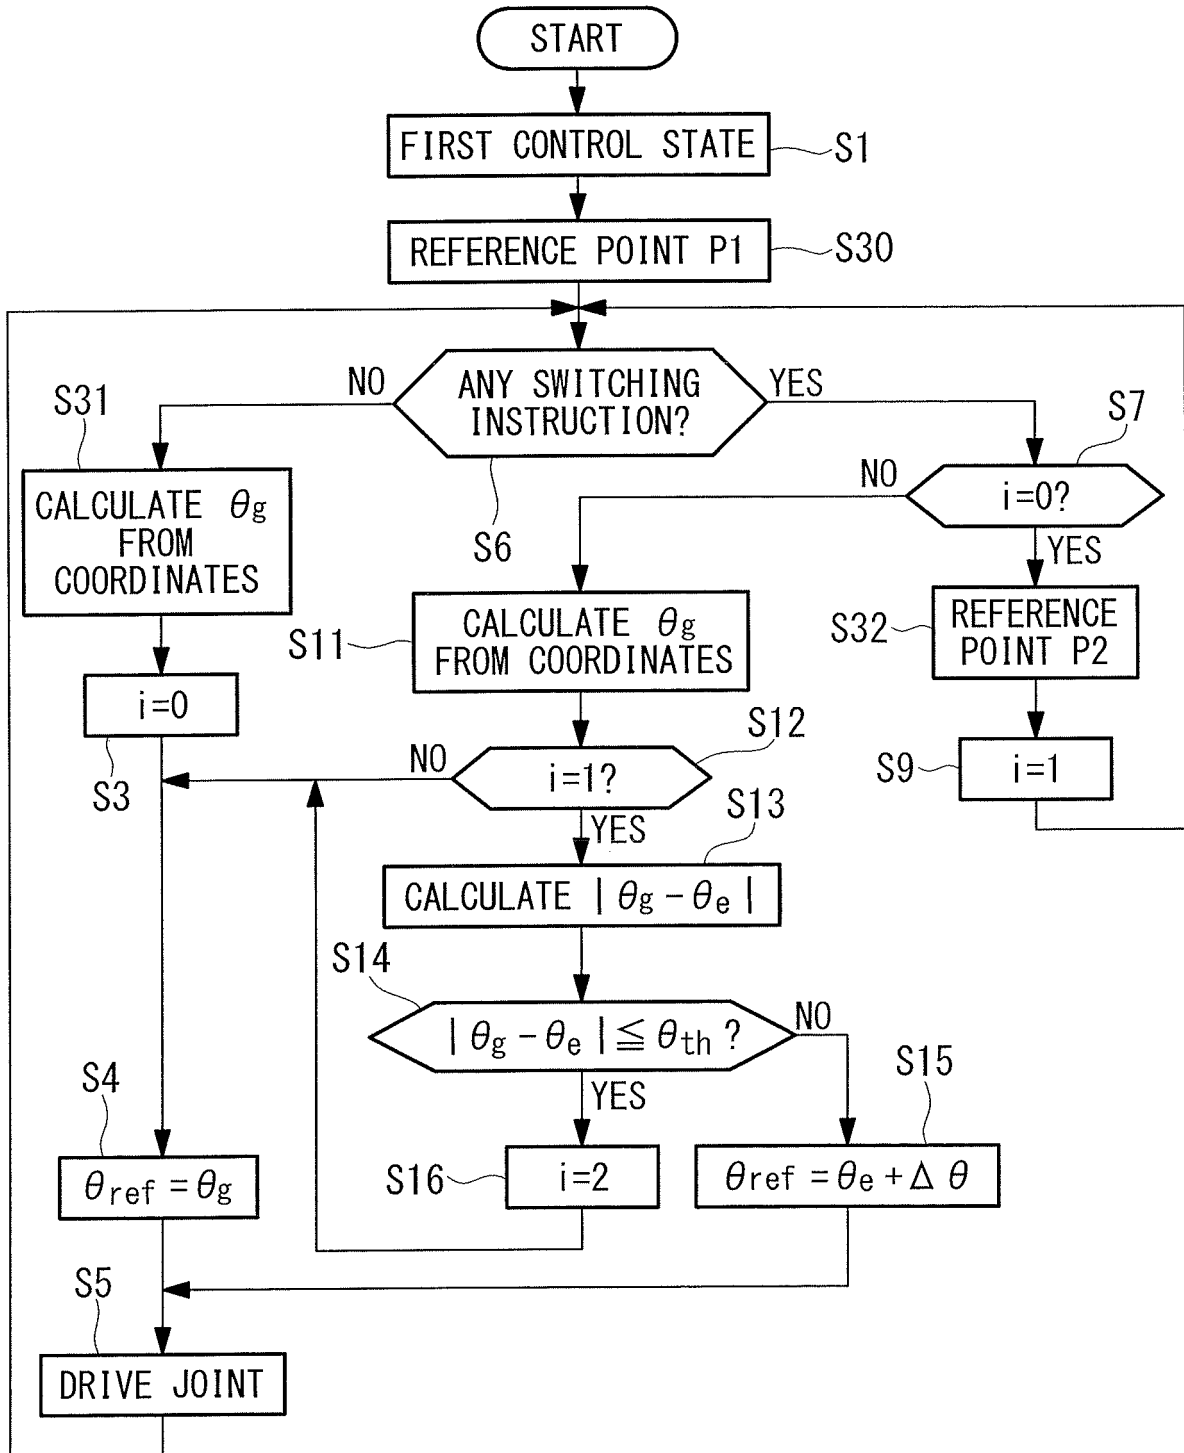 START
FIRST CONTROL STATE
S1
REFERENCE POINT P1
S30
NO
ANY SWITCHING
INSTRUCTION?
YES
S6
S31
CALCULATE θg
FROM
COORDINATES
i=0
S3
S7
i=0?
NO
YES
S32
REFERENCE
POINT P2
S9
i=1
S11
CALCULATE θg
FROM COORDINATES
S12
i=1?
NO
YES
S13
CALCULATE |θg-θe|
S14
|θg-θe|≦θth?
NO
YES
S15
θref=θe+Δθ
S16
i=2
S4
θref=θg
S5
DRIVE JOINT